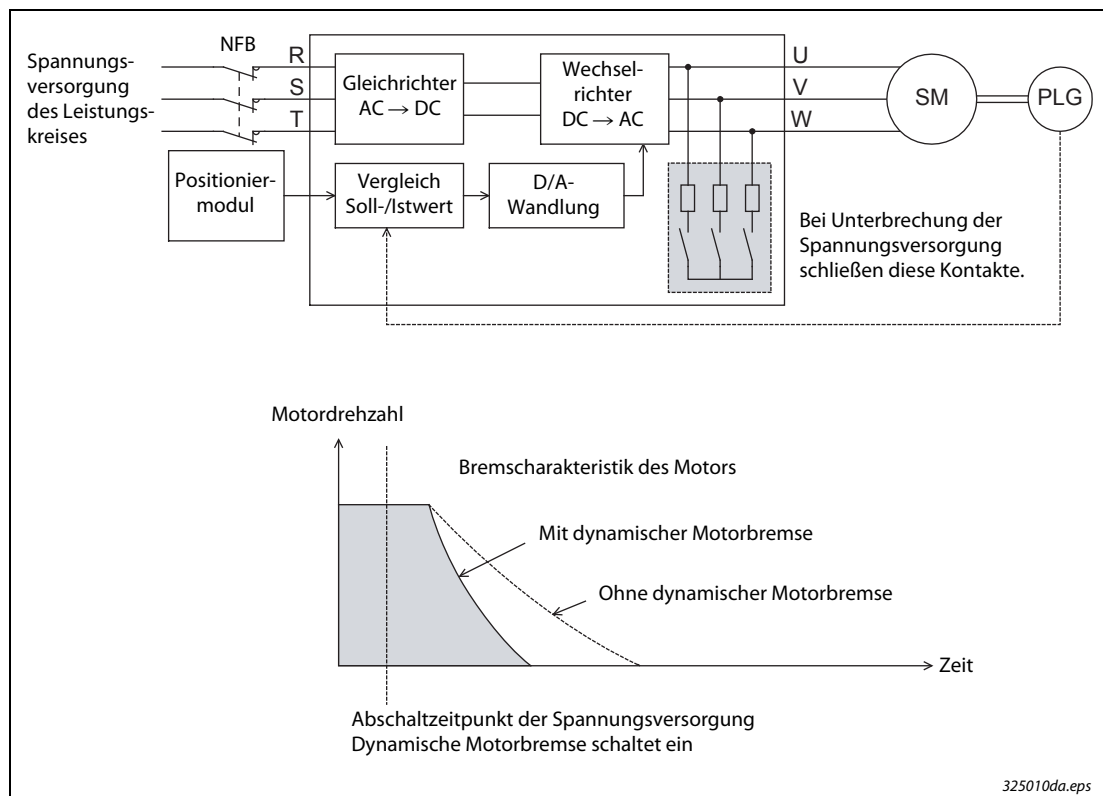 NFB
Spannungs-
versorgung
des Leistungs-
kreises
R
S
T
Gleichrichter
AC → DC
Wechsel-
richter
DC → AC
U
V
W
SM
PLG
Positionier-
modul
Vergleich
Soll-/Istwert
D/A-
Wandlung
Bei Unterbrechung der
Spannungsversorgung
schließen diese Kontakte.
Motordrehzahl
Bremscharakteristik des Motors
Mit dynamischer Motorbremse
Ohne dynamischer Motorbremse
Zeit
Abschaltzeitpunkt der Spannungsversorgung
Dynamische Motorbremse schaltet ein
325010da.eps